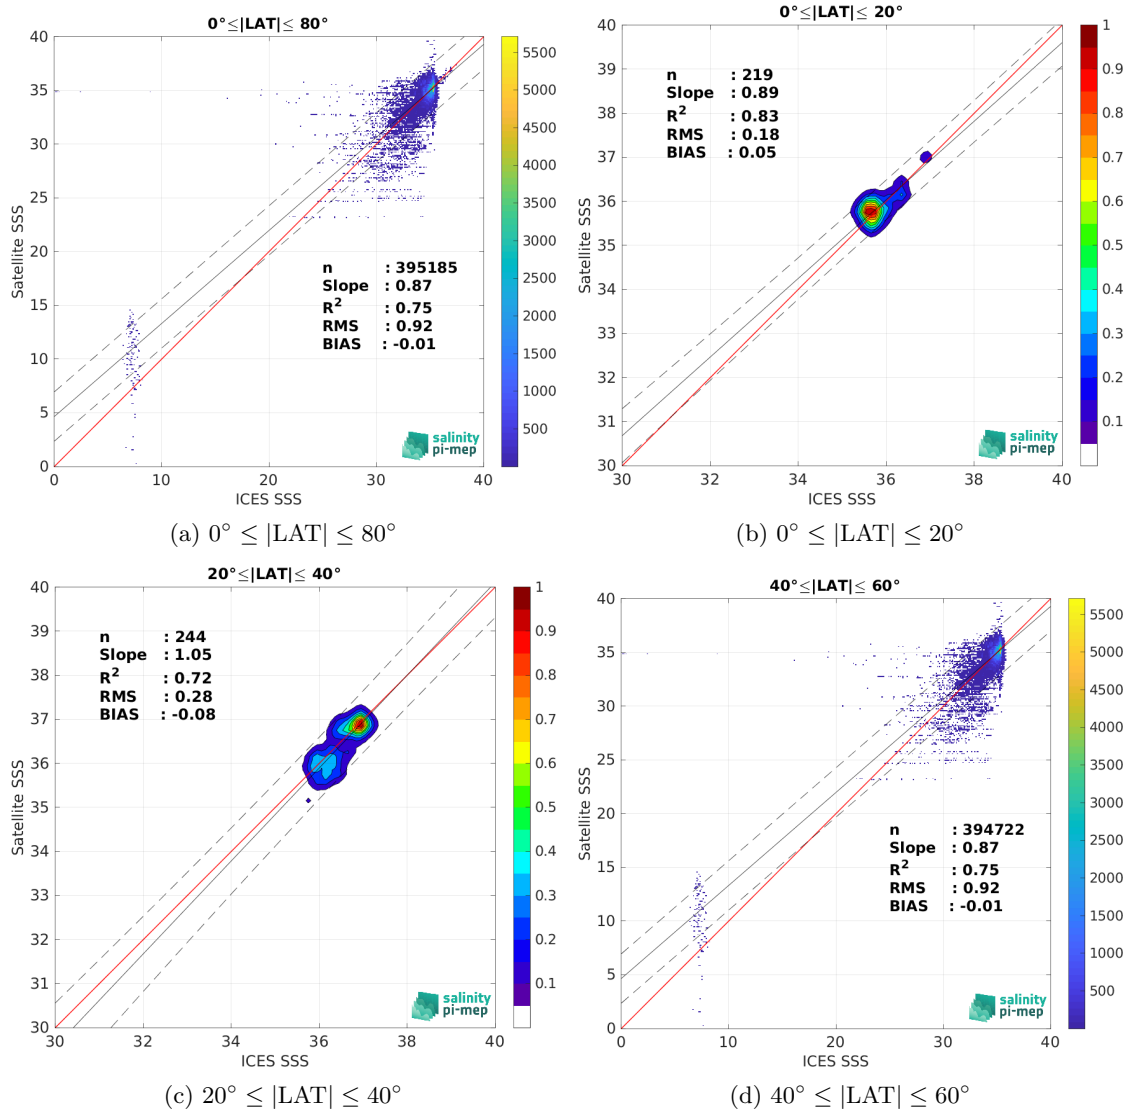 0°≤|LAT|≤ 80°
40
35
30
25
20
15
10
5
0
Satellite SSS
n : 395185
Slope : 0.87
R² : 0.75
RMS : 0.92
BIAS : -0.01
salinity
pi-mep
0 10 20 30 40
ICES SSS
5500
5000
4500
4000
3500
3000
2500
2000
1500
1000
500
(a) 0° ≤ |LAT| ≤ 80°
0°≤|LAT|≤ 20°
40
39
38
37
36
35
34
33
32
31
30
Satellite SSS
n : 219
Slope : 0.89
R² : 0.83
RMS : 0.18
BIAS : 0.05
salinity
pi-mep
30 32 34 36 38 40
ICES SSS
1
0.9
0.8
0.7
0.6
0.5
0.4
0.3
0.2
0.1
(b) 0° ≤ |LAT| ≤ 20°
20°≤|LAT|≤ 40°
40
39
38
37
36
35
34
33
32
31
30
Satellite SSS
n : 244
Slope : 1.05
R² : 0.72
RMS : 0.28
BIAS : -0.08
salinity
pi-mep
30 32 34 36 38 40
ICES SSS
1
0.9
0.8
0.7
0.6
0.5
0.4
0.3
0.2
0.1
(c) 20° ≤ |LAT| ≤ 40°
40°≤|LAT|≤ 60°
40
35
30
25
20
15
10
5
0
Satellite SSS
n : 394722
Slope : 0.87
R² : 0.75
RMS : 0.92
BIAS : -0.01
salinity
pi-mep
0 10 20 30 40
ICES SSS
5500
5000
4500
4000
3500
3000
2500
2000
1500
1000
500
(d) 40° ≤ |LAT| ≤ 60°